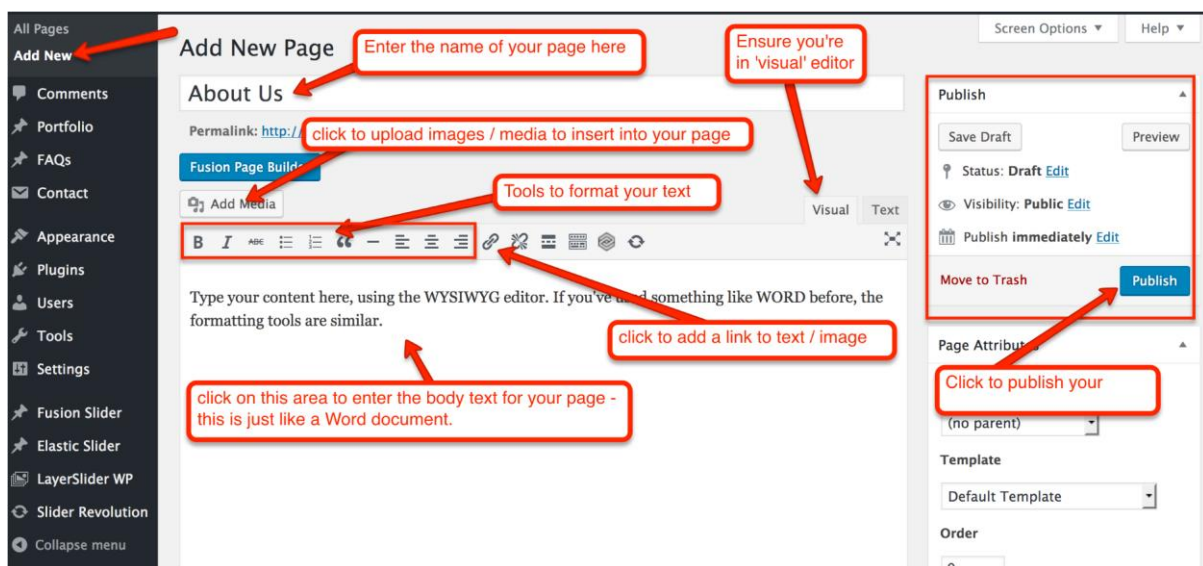 All Pages
Add New
Comments
Portfolio
FAQs
Contact
Appearance
Plugins
Users
Tools
Settings
Fusion Slider
Elastic Slider
LayerSlider WP
Slider Revolution
Collapse menu
Screen Options
Help
Add New Page
Enter the name of your page here
Ensure you're
in 'visual' editor
About Us
Permalink: http://
click to upload images / media to insert into your page
Fusion Page Builder
Tools to format your text
Add Media
Visual
Text
B I ABC
Type your content here, using the WYSIWYG editor. If you've used something like WORD before, the
formatting tools are similar.
click to add a link to text / image
click on this area to enter the body text for your page -
this is just like a Word document.
Publish
Save Draft
Preview
Status: Draft Edit
Visibility: Public Edit
Publish immediately Edit
Move to Trash
Publish
Page Attributes
Click to publish your
(no parent)
Template
Default Template
Order